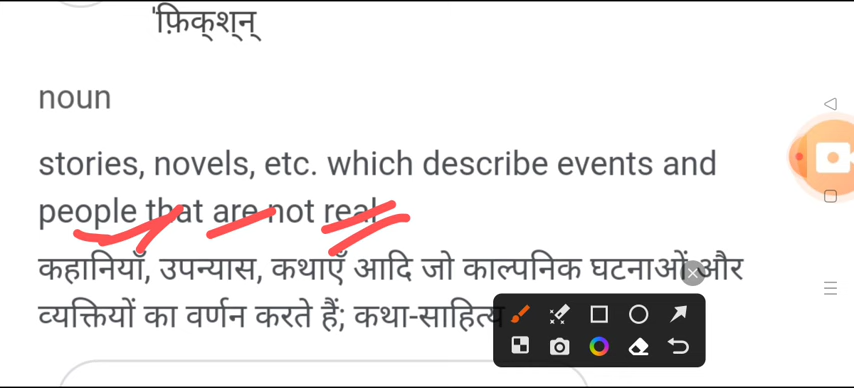 'फ़िक्‌श्‌न्
noun
stories, novels, etc. which describe events and
people that are not real
कहानियाँ, उपन्यास, कथाएँ आदि जो काल्पनिक घटनाओं और
व्यक्तियों का वर्णन करते हैं; कथा-साहित्य